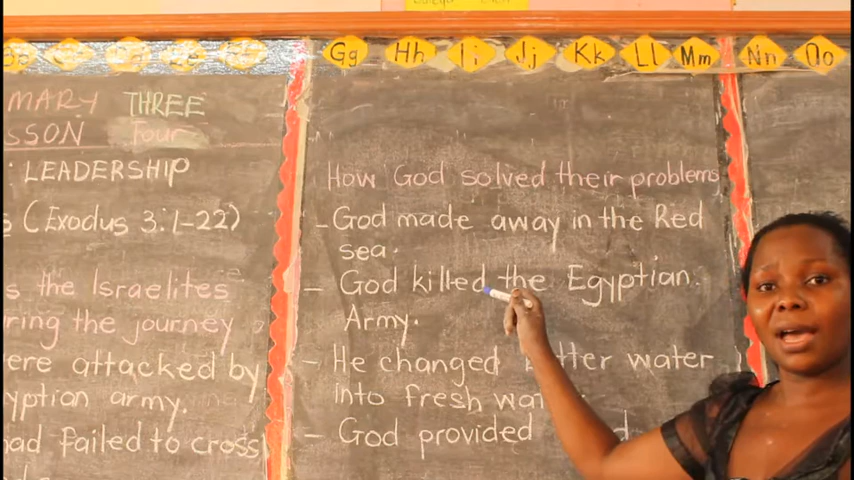 Gg Hh Ii Jj Kk Ll Mm Nn Oo
MARY THREE
SSON Four
LEADERSHIP
(Exodus 3:1-22)
s the Israelites
ring the journey
ere attacked by
yptian army.
had failed to cross
How God solved their problems
- God made away in the Red
sea.
- God killed the Egyptian.
Army.
- He changed bitter water
into fresh wat
- God provided